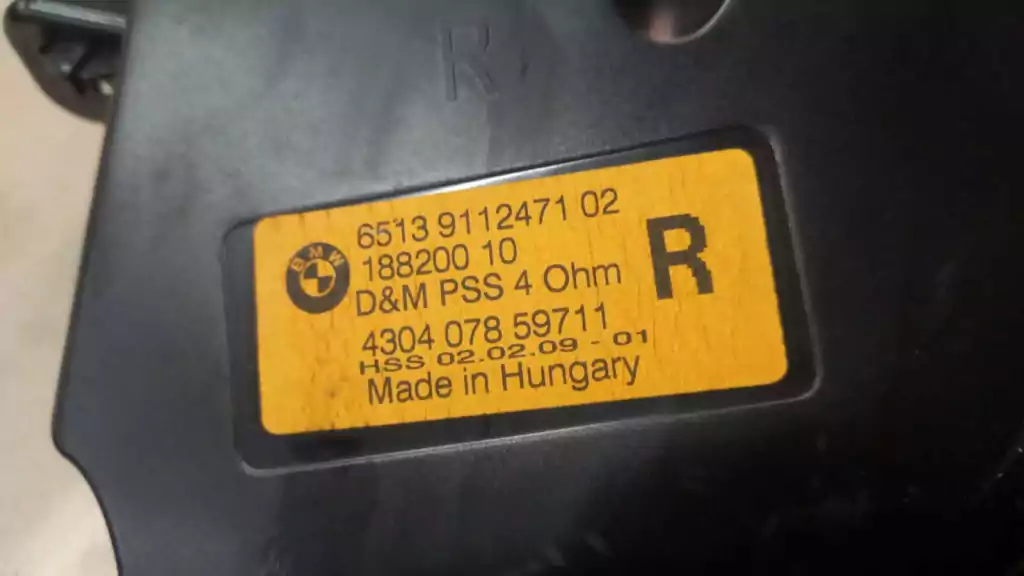 R
BMW
6513 9112471 02
188200 10
D&M PSS 4 Ohm
R
4304 078 59711
HSS 02.02.09 - 01
Made in Hungary